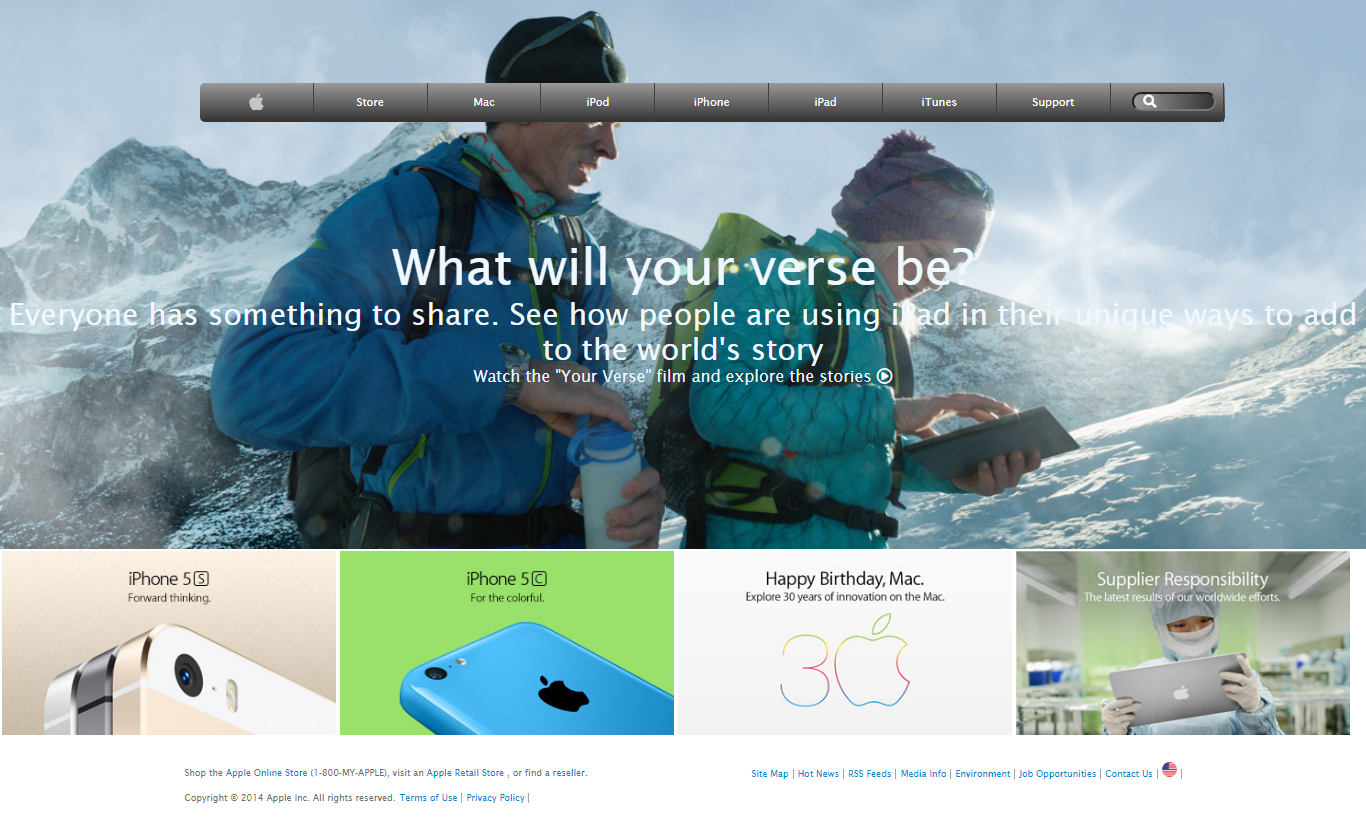 Store Mac iPod iPhone iPad iTunes Support
What will your verse be?
Everyone has something to share. See how people are using iPad in their unique ways to add
to the world's story
Watch the "Your Verse" film and explore the stories
iPhone 5S
Forward thinking.
iPhone 5C
For the colorful.
Happy Birthday, Mac.
Explore 30 years of innovation on the Mac.
30
Supplier Responsibility
The latest results of our worldwide efforts.
Shop the Apple Online Store (1-800-MY-APPLE), visit an Apple Retail Store , or find a reseller.
Site Map | Hot News | RSS Feeds | Media Info | Environment | Job Opportunities | Contact Us | |
Copyright © 2014 Apple Inc. All rights reserved. Terms of Use | Privacy Policy |